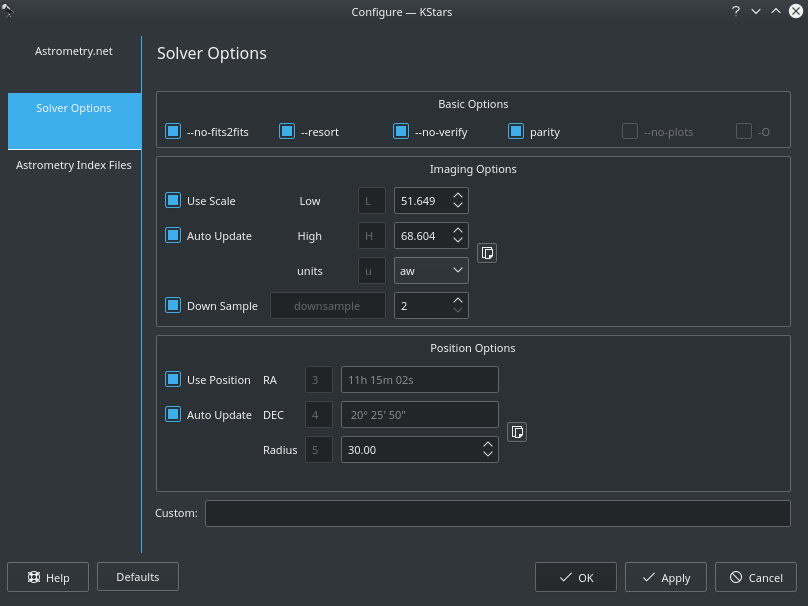 Configure — KStars
Astrometry.net
Solver Options
Astrometry Index Files
Solver Options
Basic Options
--no-fits2fits --resort --no-verify parity --no-plots -O
Imaging Options
Use Scale Low L 51.649
Auto Update High H 68.604
units u aw
Down Sample downsample 2
Position Options
Use Position RA 3 11h 15m 02s
Auto Update DEC 4 20° 25' 50"
Radius 5 30.00
Custom:
Help Defaults OK Apply Cancel